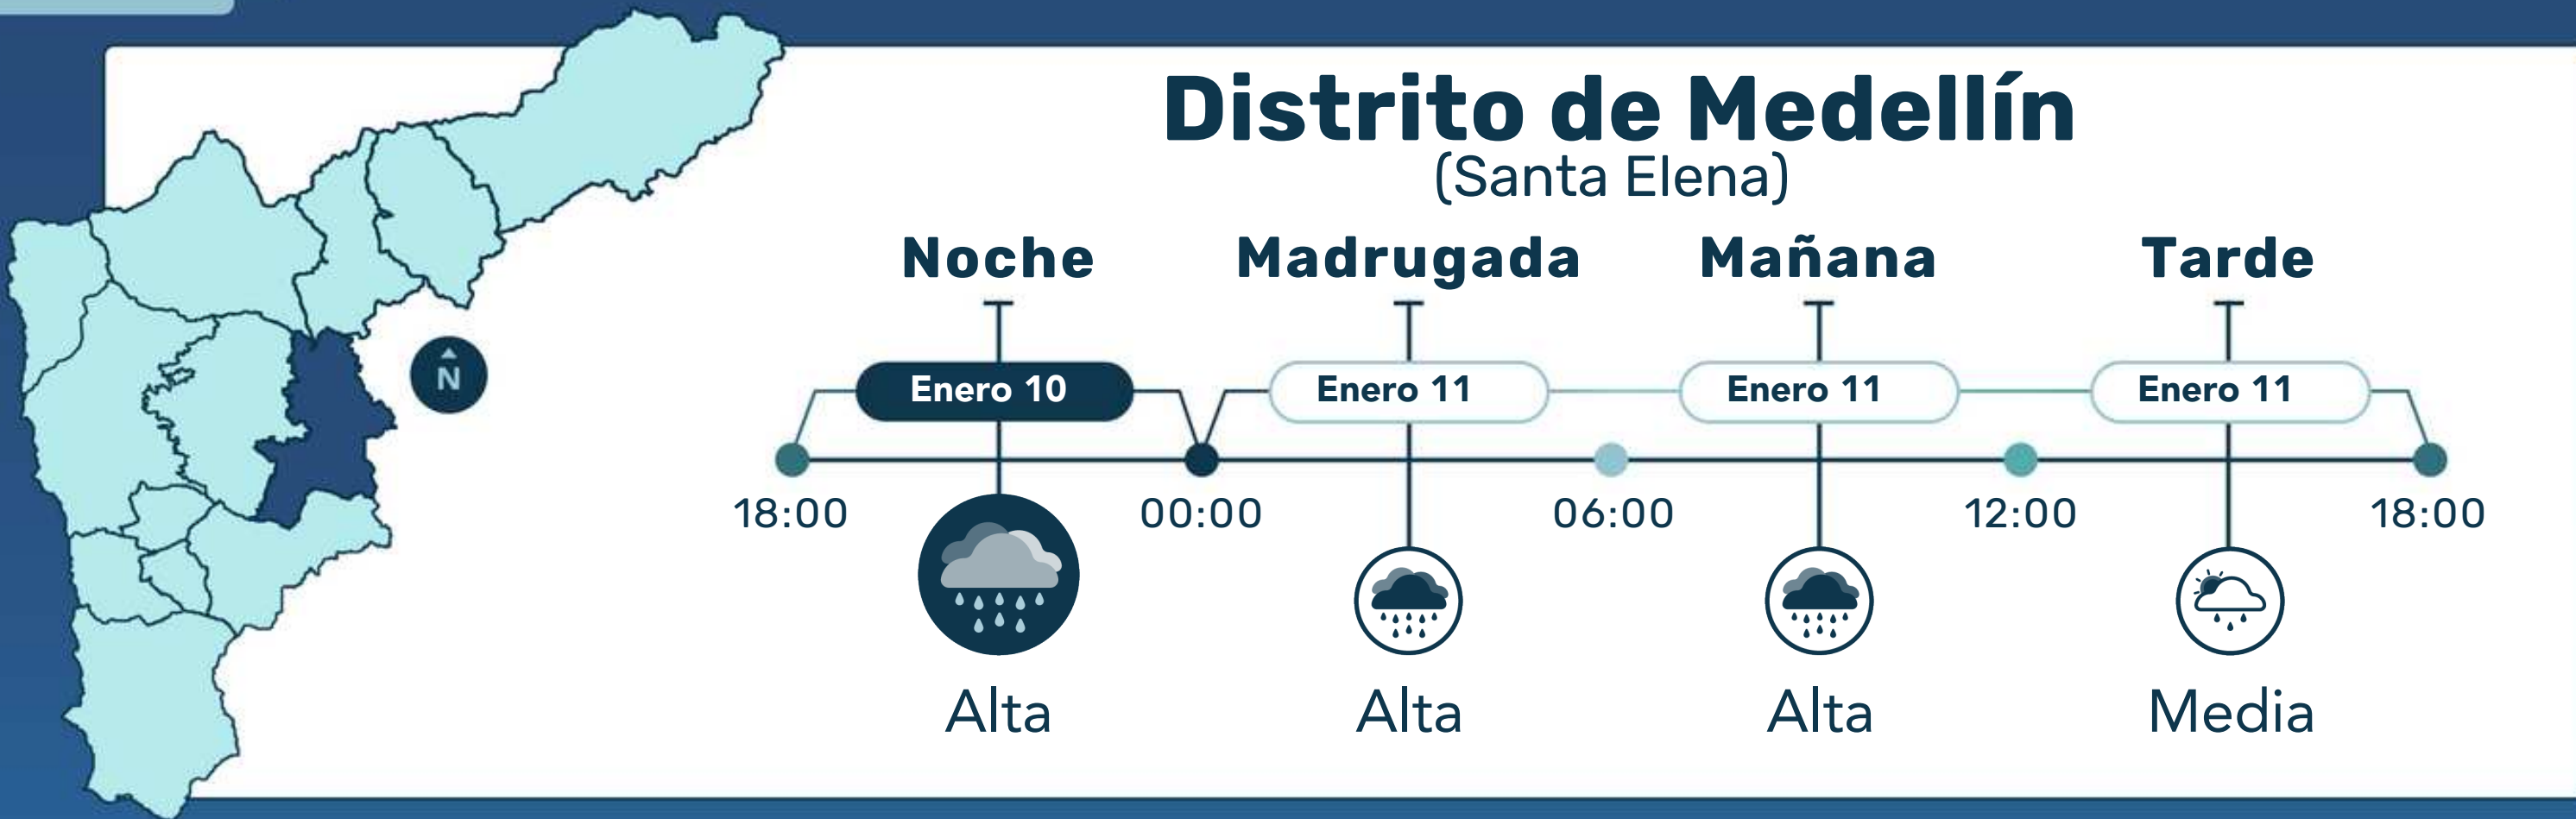 Distrito de Medellín
(Santa Elena)
Noche Madrugada Mañana Tarde
Enero 10 Enero 11 Enero 11 Enero 11
N
18:00 00:00 06:00 12:00 18:00
Alta Alta Alta Media